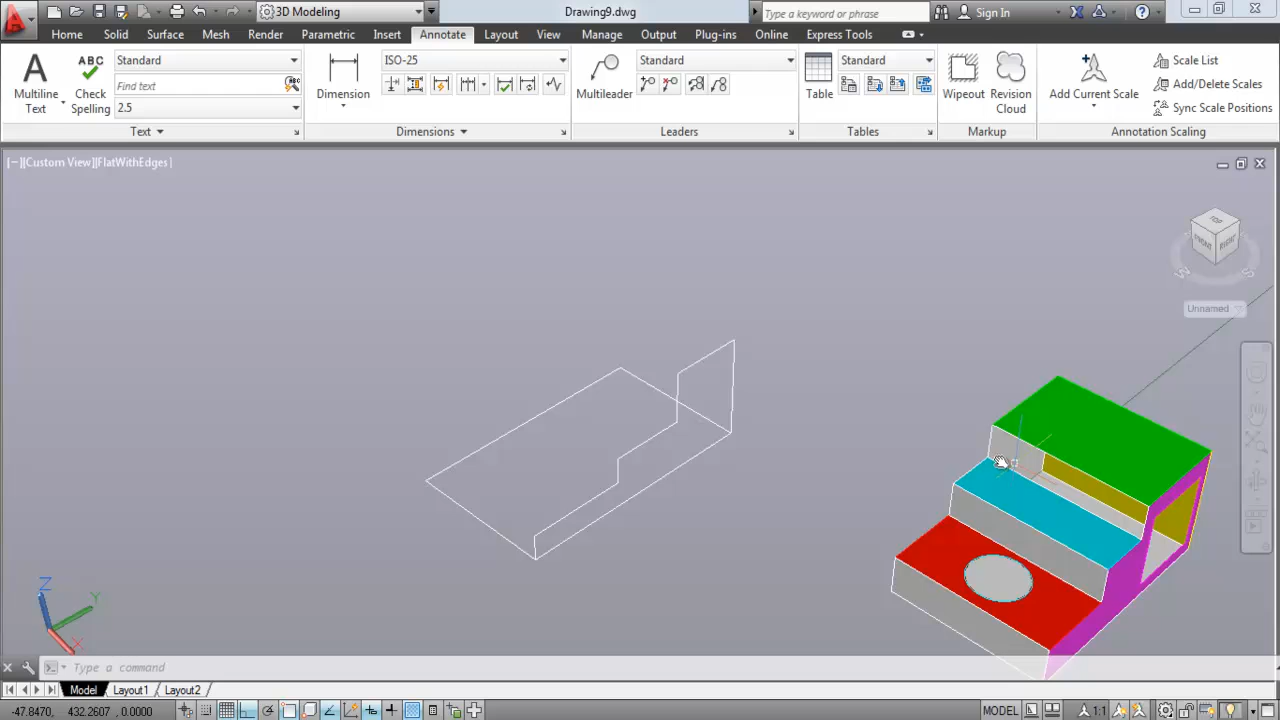 3D Modeling
Drawing9.dwg
Type a keyword or phrase
Sign In
Home Solid Surface Mesh Render Parametric Insert Annotate Layout View Manage Output Plug-ins Online Express Tools
A Multiline Text
ABC Check Spelling
Standard
Find text
2.5
Text
Dimension
ISO-25
Dimensions
Multileader
Standard
Leaders
Table
Standard
Tables
Wipeout
Revision Cloud
Markup
Add Current Scale
Scale List
Add/Delete Scales
Sync Scale Positions
Annotation Scaling
[−][Custom View][FlatWithEdges]
TOP
FRONT
RIGHT
W
S
Unnamed
Z
Y
X
Type a command
Model Layout1 Layout2
-47.8470, 432.2607, 0.0000
MODEL
1:1